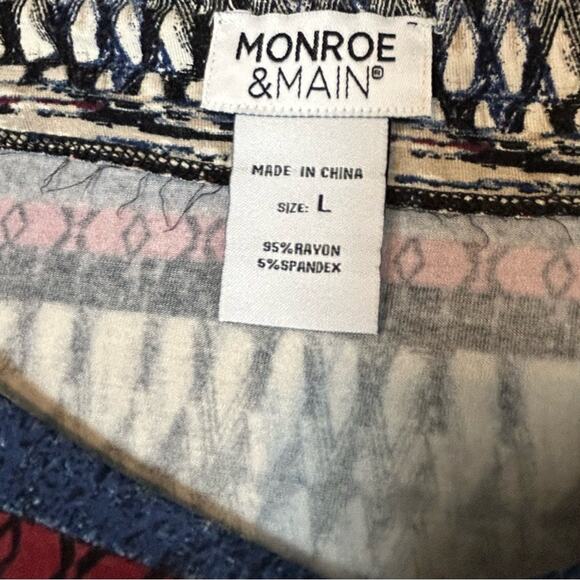 MONROE
&MAIN®
MADE IN CHINA
SIZE: L
95%RAYON
5%SPANDEX